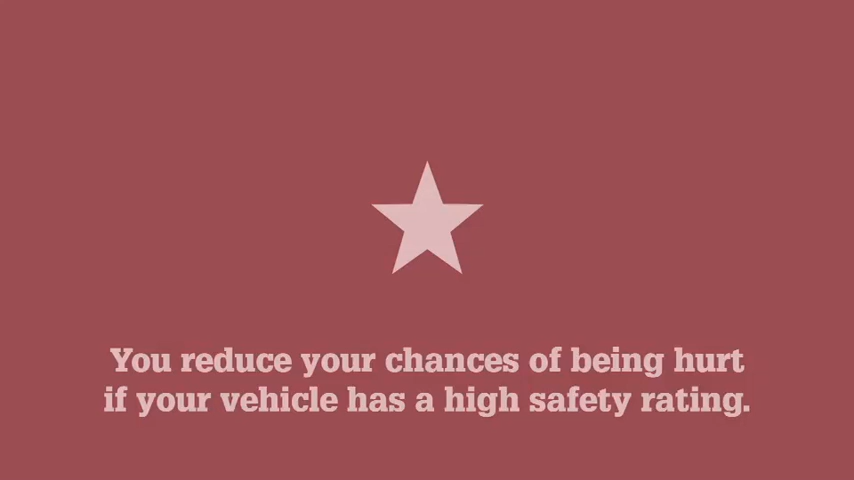 You reduce your chances of being hurt
if your vehicle has a high safety rating.